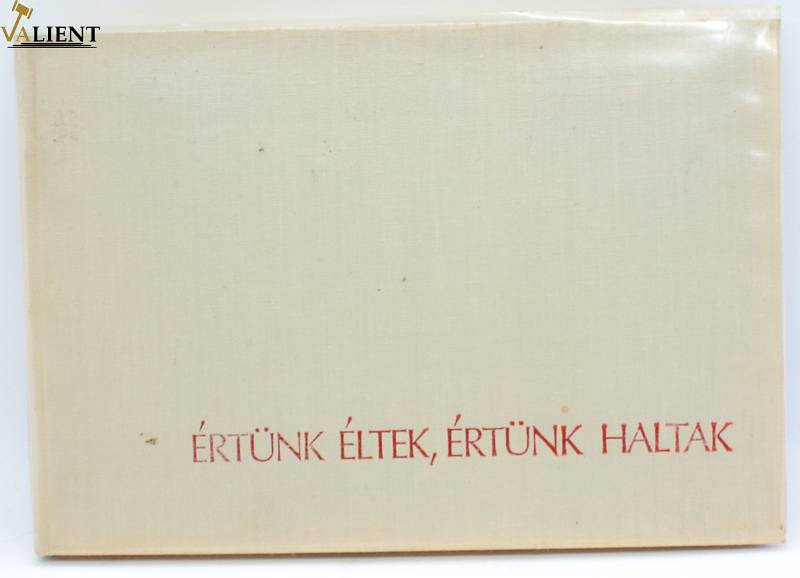 VALIENT
ÉRTÜNK ÉLTEK, ÉRTÜNK HALTAK